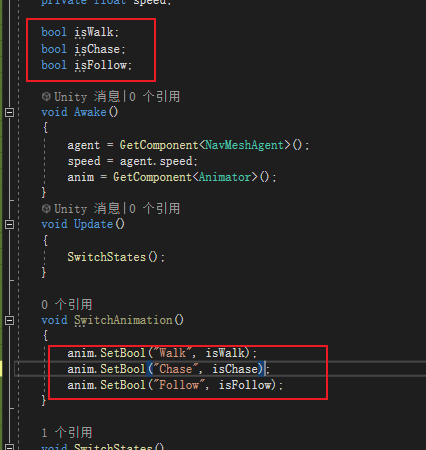 private float speed;
bool isWalk;
bool isChase;
bool isFollow;
Unity 消息|0 个引用
void Awake()
{
agent = GetComponent<NavMeshAgent>();
speed = agent.speed;
anim = GetComponent<Animator>();
}
Unity 消息|0 个引用
void Update()
{
SwitchStates();
}
0 个引用
void SwitchAnimation()
{
anim.SetBool("Walk", isWalk);
anim.SetBool("Chase", isChase);
anim.SetBool("Follow", isFollow);
}
1 个引用
void SwitchStates()